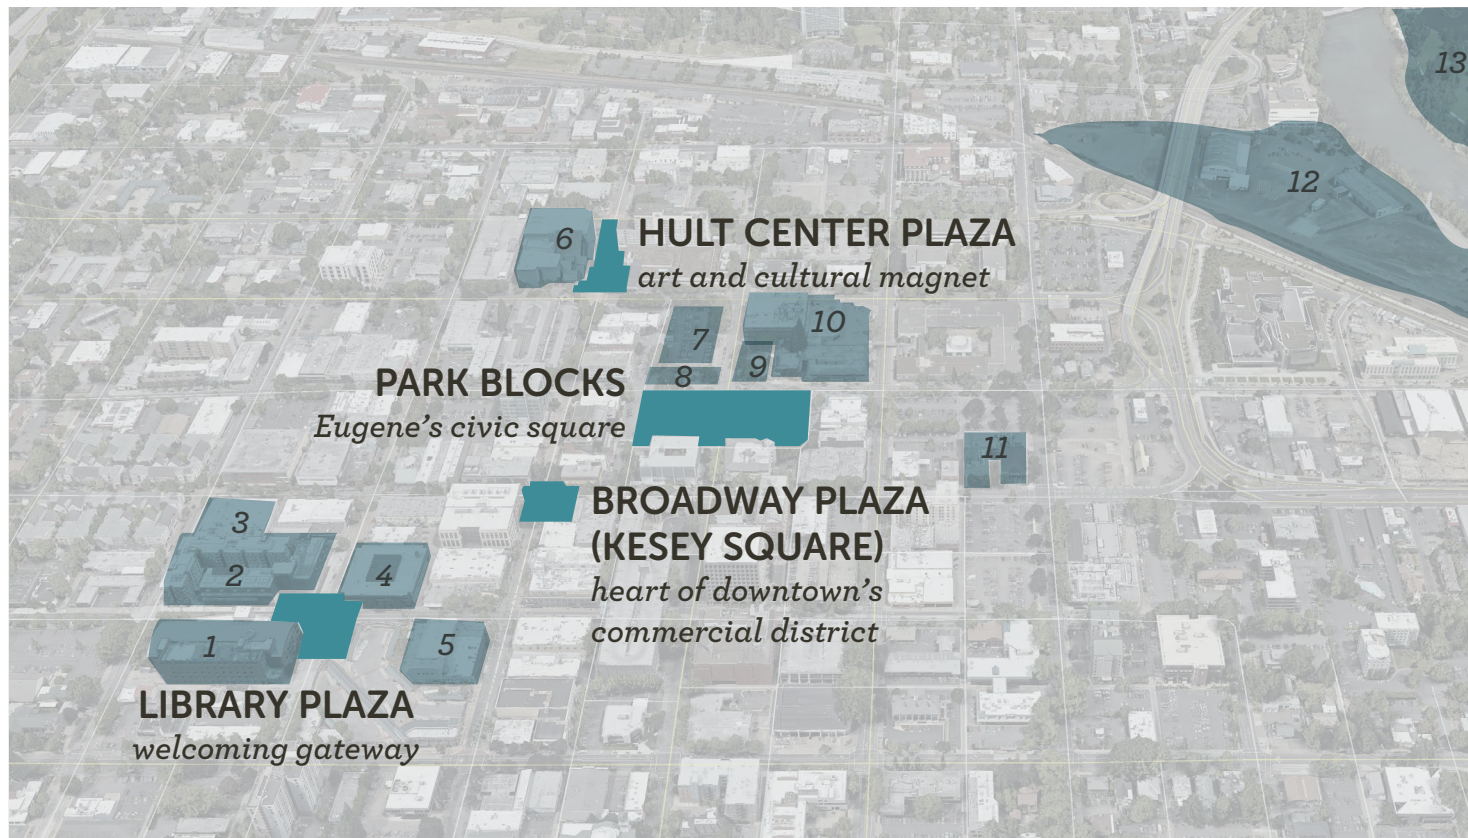 13
12
6
HULT CENTER PLAZA
art and cultural magnet
7
10
8
9
PARK BLOCKS
Eugene's civic square
11
BROADWAY PLAZA
(KESEY SQUARE)
heart of downtown's
commercial district
3
2
4
1
5
LIBRARY PLAZA
welcoming gateway